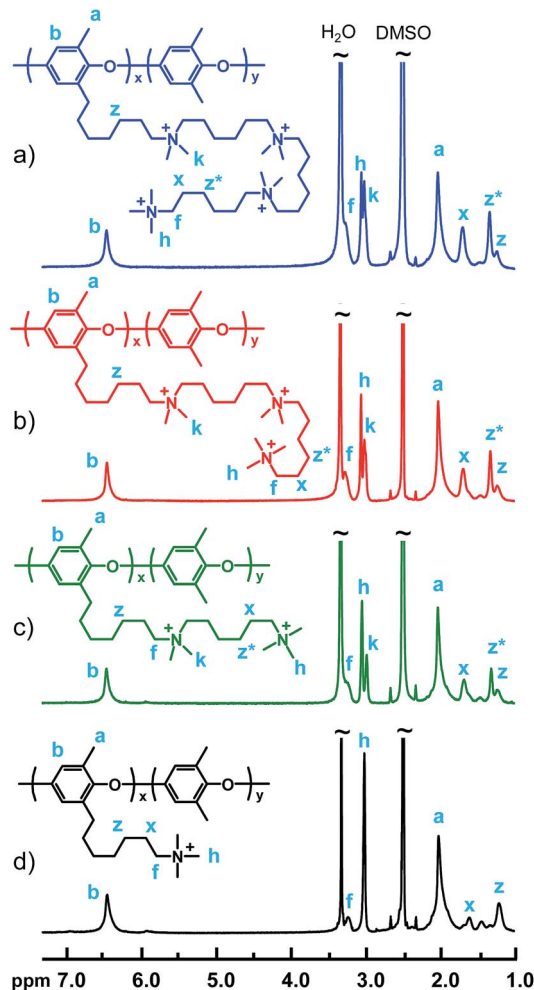 a
b
H2O
DMSO
O
x
y
O
z
+
N
+
N
k
a)
x
z*
+
N
+
N
f
h
b
f
h
k
a
x
z*
z
a
b
O
x
y
O
z
+
N
+
N
k
b)
+
N
h
f
x
z*
b
f
h
k
a
x
z*
z
a
b
O
x
y
O
z
x
+
N
+
N
f
k
z*
h
c)
b
f
h
k
a
x
z*
z
a
b
O
x
y
O
z
x
+
N
h
f
d)
b
f
h
a
x
z
ppm 7.0 6.0 5.0 4.0 3.0 2.0 1.0